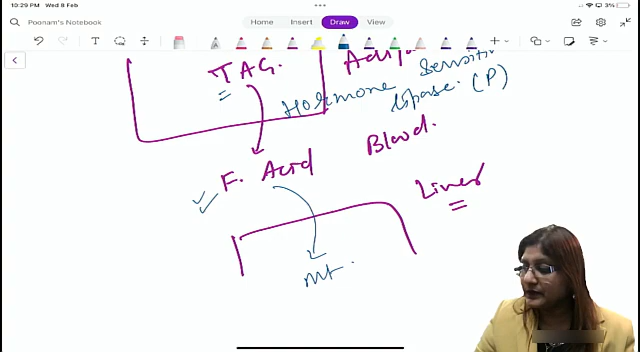 10:29 PM Wed 8 Feb
3%
Poonam's Notebook
Home Insert Draw View
TAG.
Hormone Sensitiv
lipase. (P)
Blood.
F. Acid
Liver
Mt.